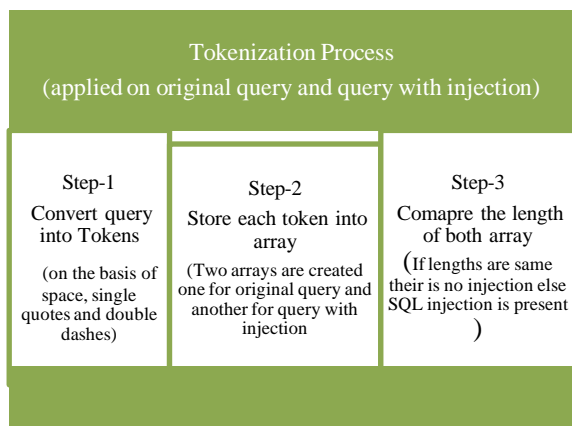 Tokenization Process
(applied on original query and query with injection)
Step-1
Convert query
into Tokens
(on the basis of
space, single
quotes and double
dashes)
Step-2
Store each token into
array
(Two arrays are created
one for original query and
another for query with
injection
Step-3
Comapre the length
of both array
(If lengths are same
their is no injection else
SQL injection is present
)